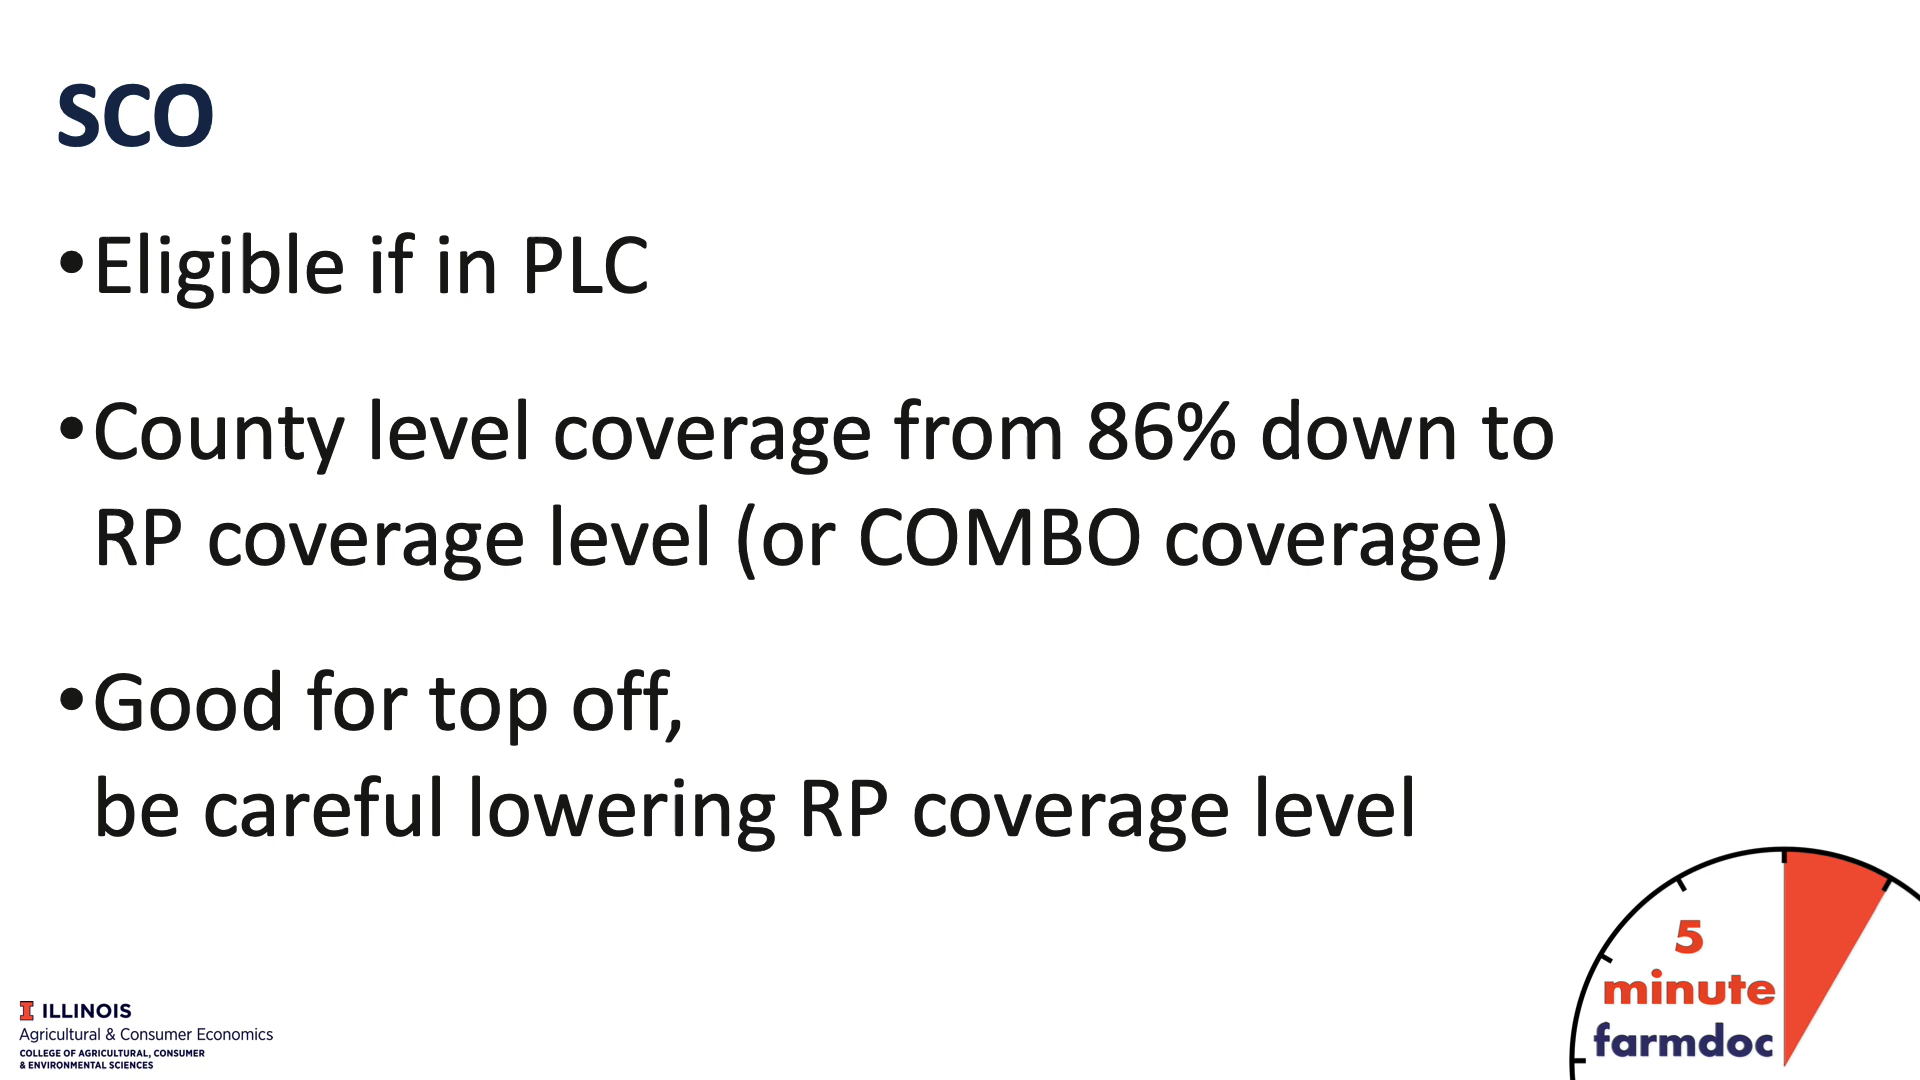 SCO
•Eligible if in PLC
•County level coverage from 86% down to
RP coverage level (or COMBO coverage)
•Good for top off,
be careful lowering RP coverage level
5
minute
farmdoc
I ILLINOIS
Agricultural & Consumer Economics
COLLEGE OF AGRICULTURAL, CONSUMER
& ENVIRONMENTAL SCIENCES